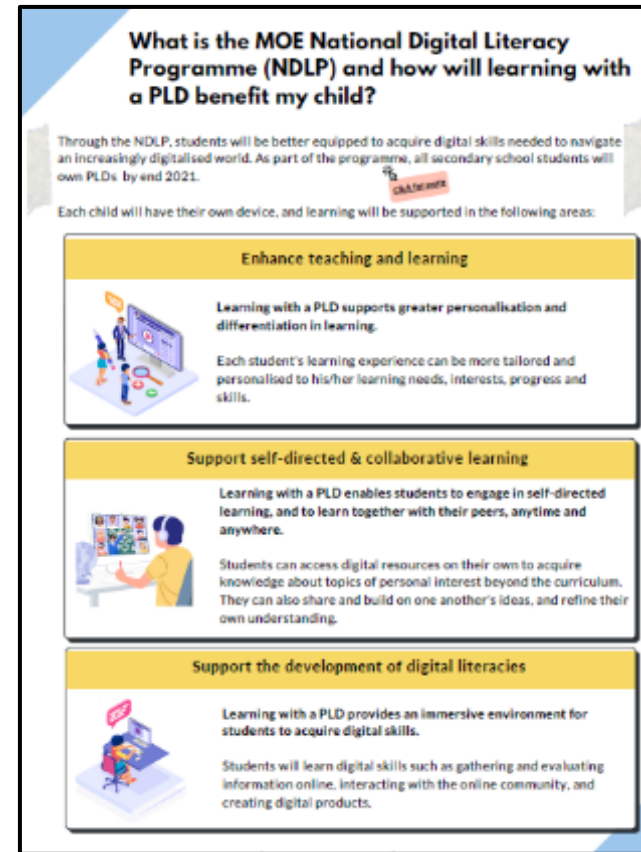 What is the MOE National Digital Literacy
Programme (NDLP) and how will learning with
a PLD benefit my child?
Through the NDLP, students will be better equipped to acquire digital skills needed to navigate
an increasingly digitalised world. As part of the programme, all secondary school students will
own PLDs by end 2021.
Click for more
Each child will have their own device, and learning will be supported in the following areas:
Enhance teaching and learning
Learning with a PLD supports greater personalisation and
differentiation in learning.
Each student's learning experience can be more tailored and
personalised to his/her learning needs, interests, progress and
skills.
Support self-directed & collaborative learning
Learning with a PLD enables students to engage in self-directed
learning, and to learn together with their peers, anytime and
anywhere.
Students can access digital resources on their own to acquire
knowledge about topics of personal interest beyond the curriculum.
They can also share and build on one another's ideas, and refine their
own understanding.
Support the development of digital literacies
Learning with a PLD provides an immersive environment for
students to acquire digital skills.
Students will learn digital skills such as gathering and evaluating
information online, interacting with the online community, and
creating digital products.